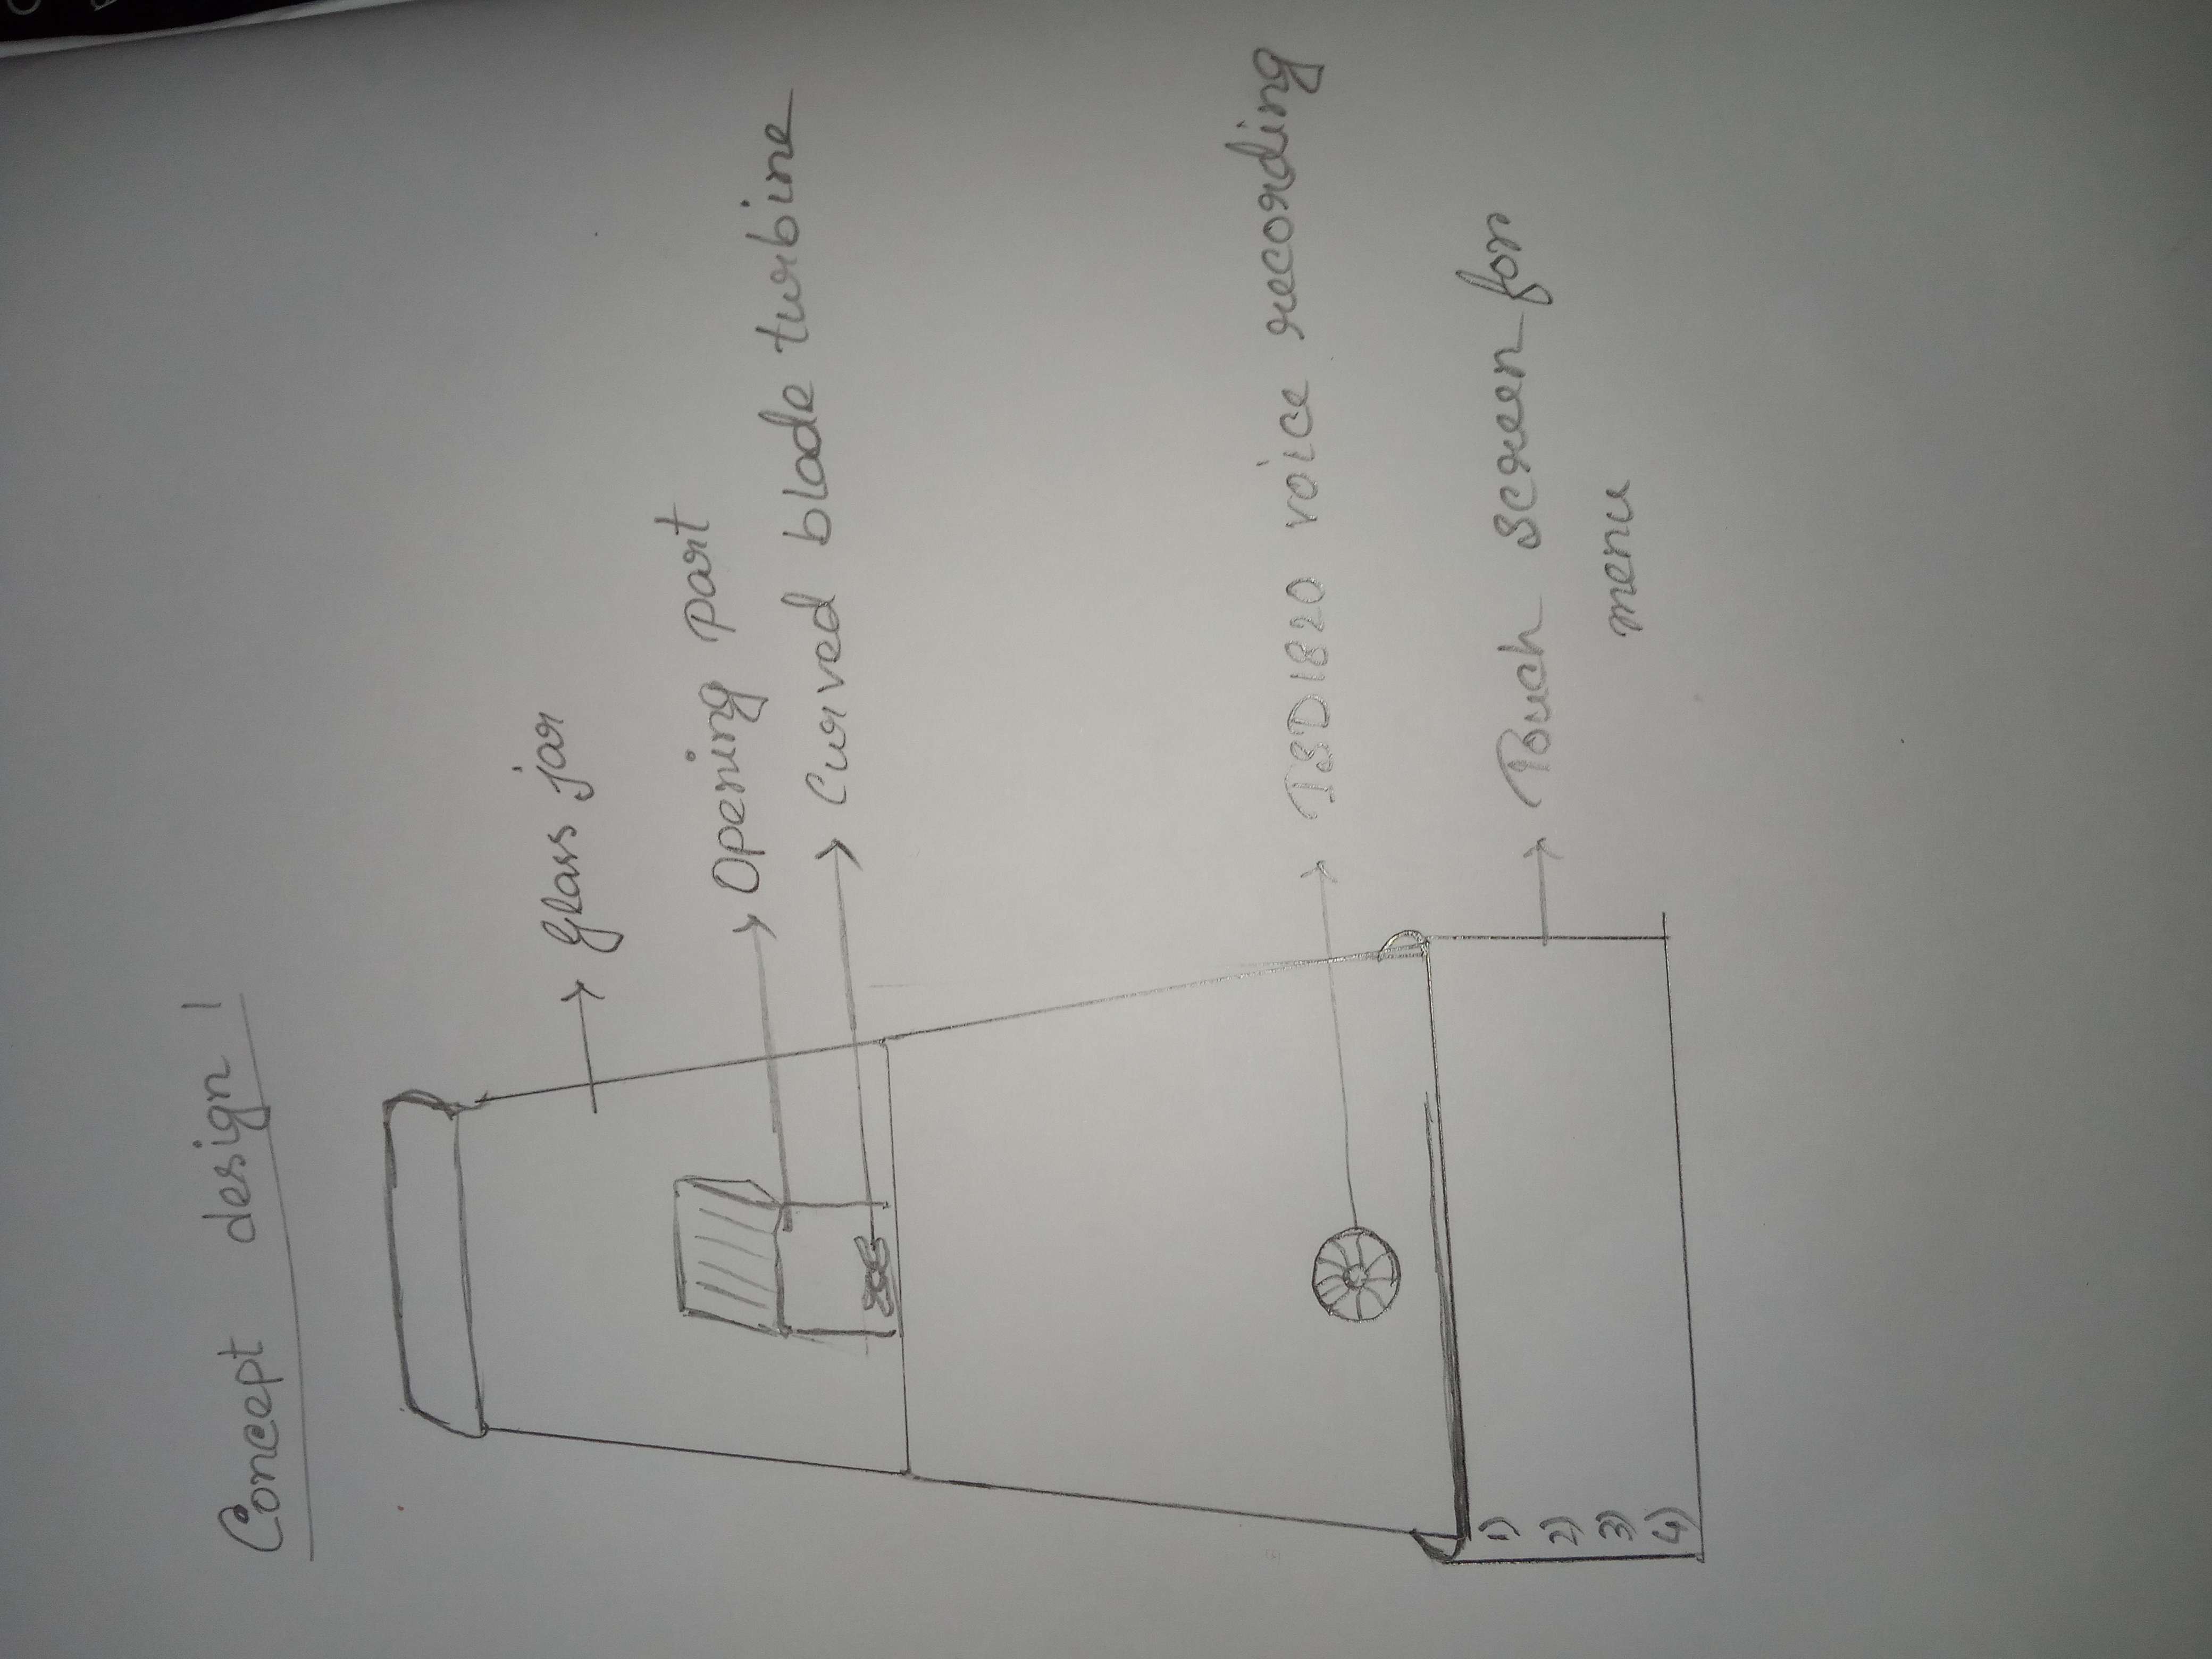 Concept design 1
Glass jar
Opening part
Curved blade turbine
ISD1820 voice recording
Touch screen for
menu
1)
2)
3)
4)